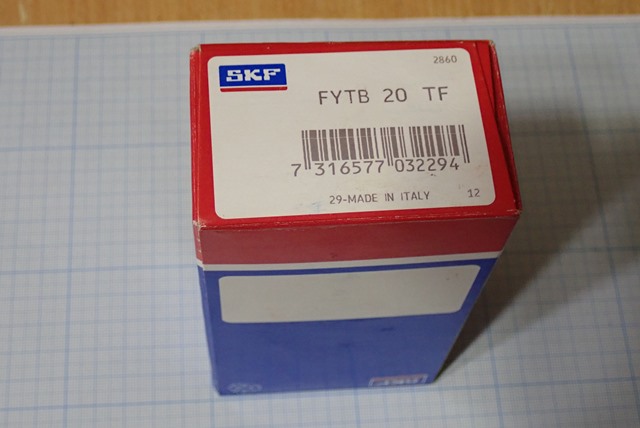 2860
SKF
FYTB 20 TF
7 316577 032294
29-MADE IN ITALY 12